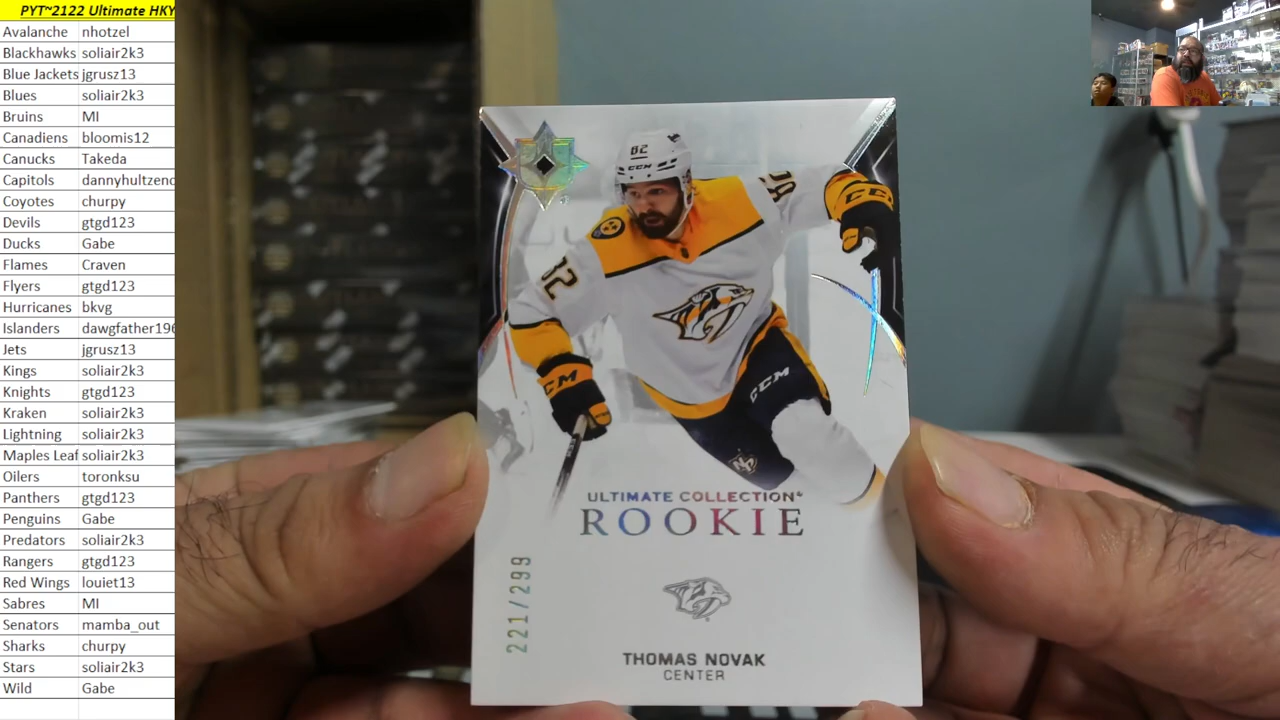 PYT~2122 Ultimate HKY
Avalanche nhotzel
Blackhawks soliair2k3
Blue Jackets jgrusz13
Blues soliair2k3
Bruins MI
Canadiens bloomis12
Canucks Takeda
Capitols dannyhultzenc
Coyotes churpy
Devils gtgd123
Ducks Gabe
Flames Craven
Flyers gtgd123
Hurricanes bkvg
Islanders dawgfather196
Jets jgrusz13
Kings soliair2k3
Knights gtgd123
Kraken soliair2k3
Lightning soliair2k3
Maples Leaf soliair2k3
Oilers toronksu
Panthers gtgd123
Penguins Gabe
Predators soliair2k3
Rangers gtgd123
Red Wings louiet13
Sabres MI
Senators mamba_out
Sharks churpy
Stars soliair2k3
Wild Gabe
82
CCM
82
CCM
82
CCM
CCM
ULTIMATE COLLECTION®
ROOKIE
221/299
THOMAS NOVAK
CENTER